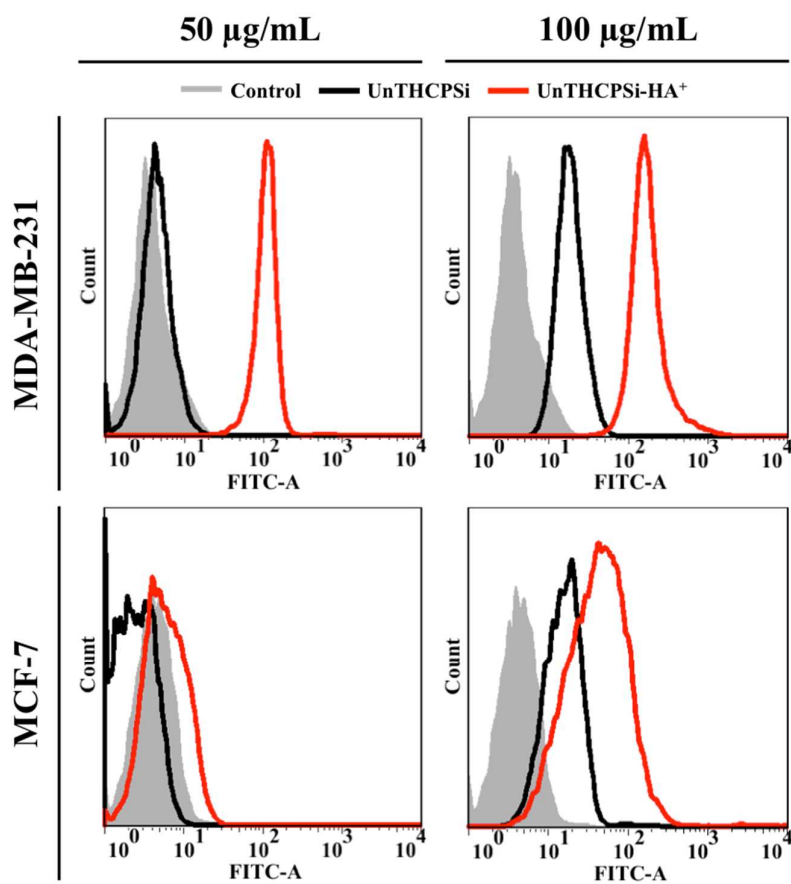 50 µg/mL 100 µg/mL
Control UnTHCPSi UnTHCPSi-HA⁺
MDA-MB-231
Count
10⁰ 10¹ 10² 10³ 10⁴
FITC-A
Count
10⁰ 10¹ 10² 10³ 10⁴
FITC-A
MCF-7
Count
10⁰ 10¹ 10² 10³ 10⁴
FITC-A
Count
10⁰ 10¹ 10² 10³ 10⁴
FITC-A